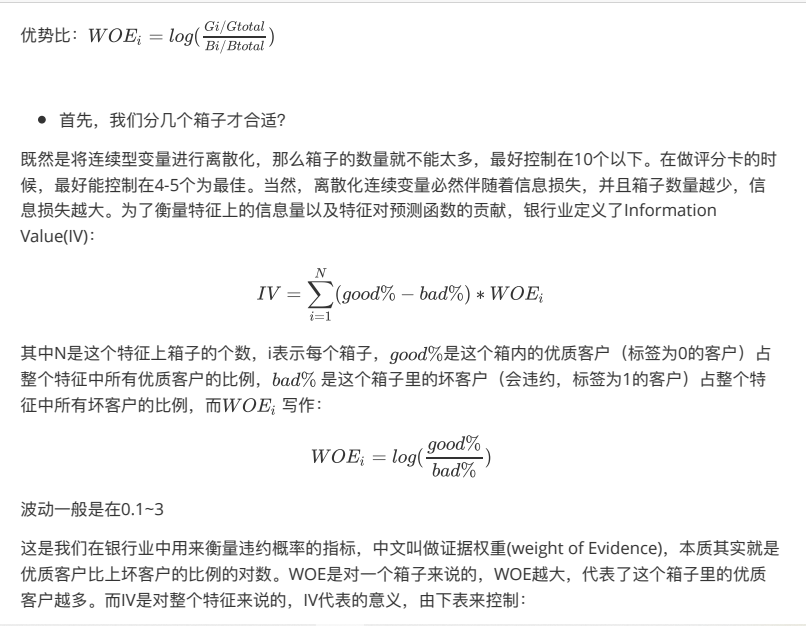 优势比：WOE_i = log(\frac{Gi/Gtotal}{Bi/Btotal})
• 首先，我们分几个箱子才合适?
既然是将连续型变量进行离散化，那么箱子的数量就不能太多，最好控制在10个以下。在做评分卡的时
候，最好能控制在4-5个为最佳。当然，离散化连续变量必然伴随着信息损失，并且箱子数量越少，信
息损失越大。为了衡量特征上的信息量以及特征对预测函数的贡献，银行业定义了Information
Value(IV)：
IV = \sum_{i=1}^{N} (good\% - bad\%) * WOE_i
其中N是这个特征上箱子的个数，i表示每个箱子，good%是这个箱内的优质客户（标签为0的客户）占
整个特征中所有优质客户的比例，bad% 是这个箱子里的坏客户（会违约，标签为1的客户）占整个特
征中所有坏客户的比例，而WOE_i 写作：
WOE_i = log(\frac{good\%}{bad\%})
波动一般是在0.1~3
这是我们在银行业中用来衡量违约概率的指标，中文叫做证据权重(weight of Evidence)，本质其实就是
优质客户比上坏客户的比例的对数。WOE是对一个箱子来说的，WOE越大，代表了这个箱子里的优质
客户越多。而IV是对整个特征来说的，IV代表的意义，由下表来控制：